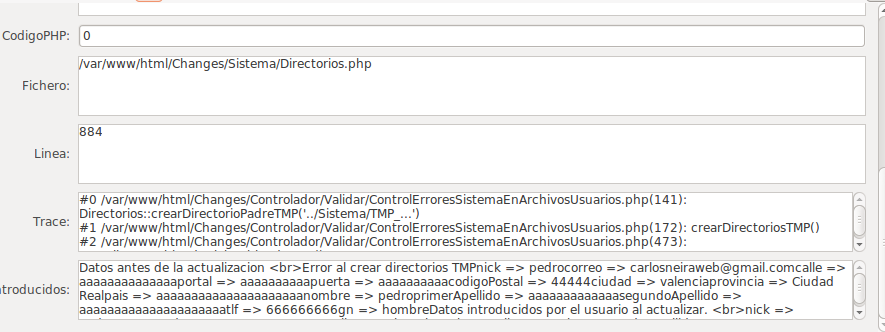 CodigoPHP:
0
Fichero:
/var/www/html/Changes/Sistema/Directorios.php
Linea:
884
Trace:
#0 /var/www/html/Changes/Controlador/Validar/ControlErroresSistemaEnArchivosUsuarios.php(141):
Directorios::crearDirectorioPadreTMP('../Sistema/TMP_...')
#1 /var/www/html/Changes/Controlador/Validar/ControlErroresSistemaEnArchivosUsuarios.php(172): crearDirectoriosTMP()
#2 /var/www/html/Changes/Controlador/Validar/ControlErroresSistemaEnArchivosUsuarios.php(473):
ntroducidos:
Datos antes de la actualizacion <br>Error al crear directorios TMPnick => pedrocorreo => carlosneiraweb@gmail.comcalle =>
aaaaaaaaaaaaaaportal => aaaaaaaaaapuerta => aaaaaaaaaacodigoPostal => 44444ciudad => valenciaprovincia => Ciudad
Realpais => aaaaaaaaaaaaaaaaaaaaanombre => pedroprimerApellido => aaaaaaaaaaaaasegundoApellido =>
aaaaaaaaaaaaaaaaaaaaaatlf => 666666666gn => hombreDatos introducidos por el usuario al actualizar. <br>nick =>